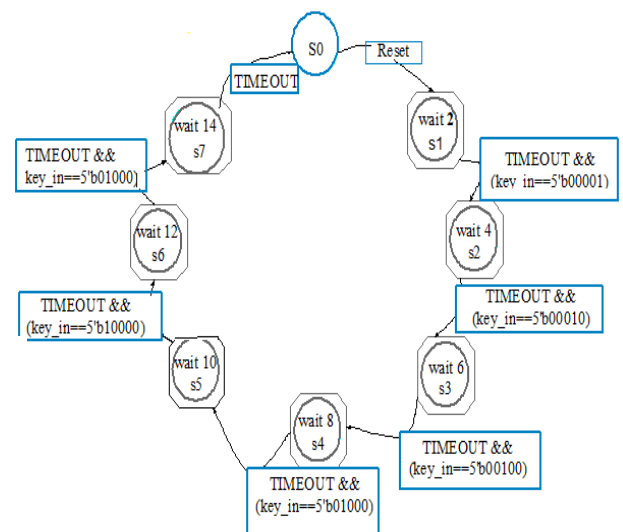 S0
Reset
wait 2
s1
TIMEOUT &&
(key_in==5'b00001)
wait 4
s2
TIMEOUT &&
(key_in==5'b00010)
wait 6
s3
TIMEOUT &&
(key_in==5'b00100)
wait 8
s4
TIMEOUT &&
(key_in==5'b01000)
wait 10
s5
TIMEOUT &&
(key_in==5'b10000)
wait 12
s6
TIMEOUT &&
key_in==5'b01000)
wait 14
s7
TIMEOUT